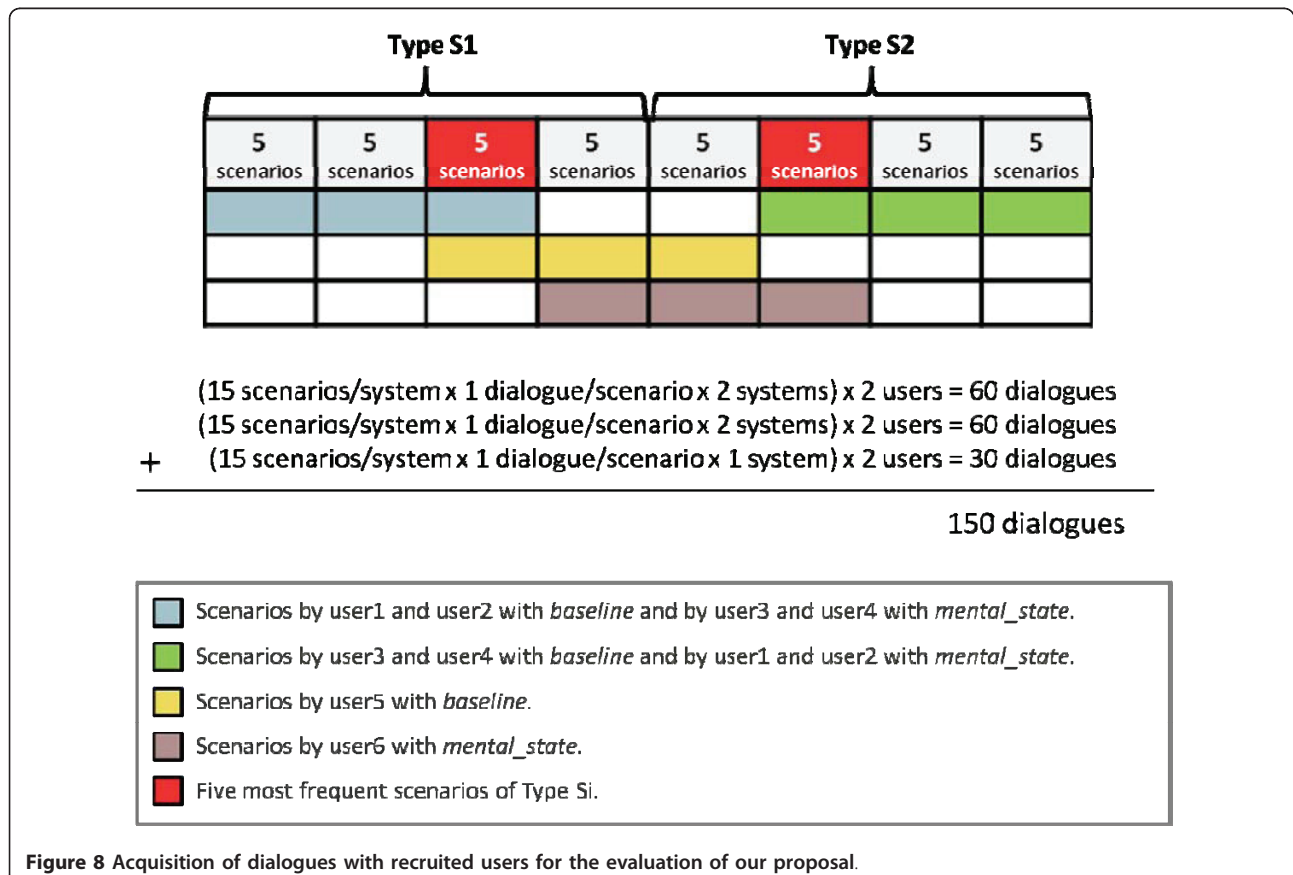 Type S1 Type S2
5 5 5 5 5 5 5 5
scenarios scenarios scenarios scenarios scenarios scenarios scenarios scenarios
(15 scenarios/system x 1 dialogue/scenario x 2 systems) x 2 users = 60 dialogues
(15 scenarios/system x 1 dialogue/scenario x 2 systems) x 2 users = 60 dialogues
+ (15 scenarios/system x 1 dialogue/scenario x 1 system) x 2 users = 30 dialogues
150 dialogues
Scenarios by user1 and user2 with baseline and by user3 and user4 with mental_state.
Scenarios by user3 and user4 with baseline and by user1 and user2 with mental_state.
Scenarios by user5 with baseline.
Scenarios by user6 with mental_state.
Five most frequent scenarios of Type Si.
Figure 8 Acquisition of dialogues with recruited users for the evaluation of our proposal.